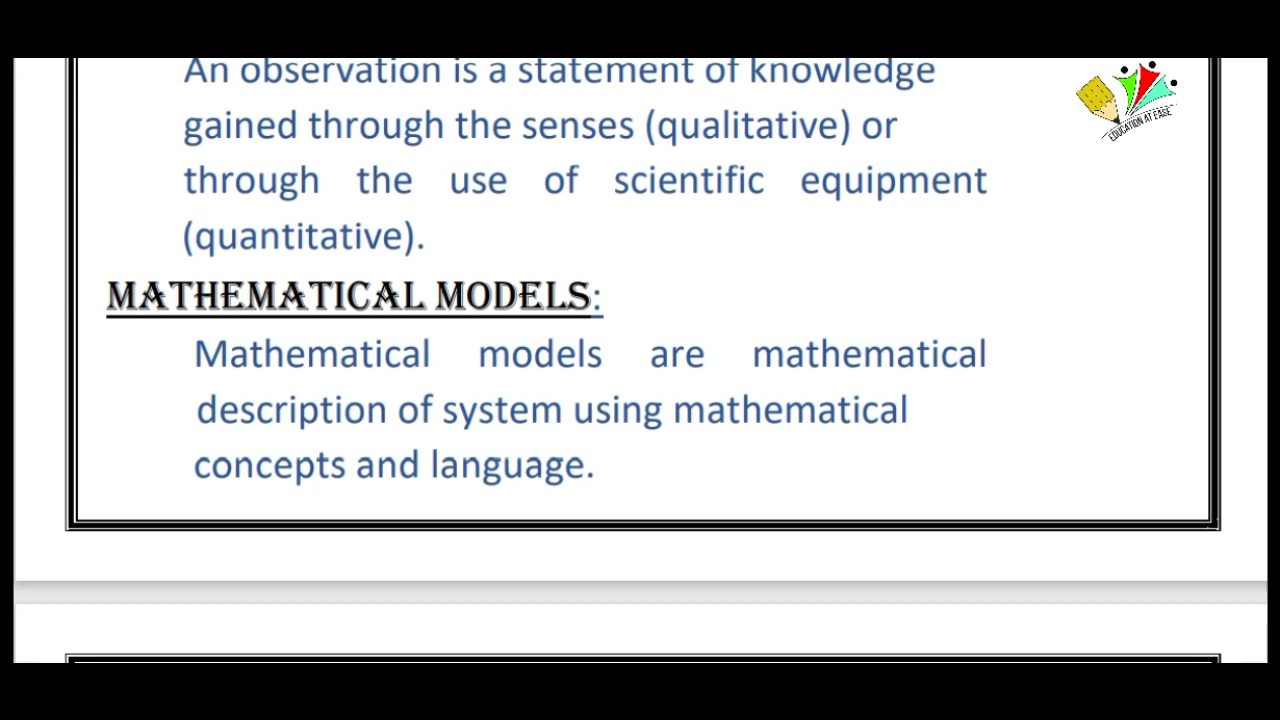 An observation is a statement of knowledge
gained through the senses (qualitative) or
through the use of scientific equipment
(quantitative).
MATHEMATICAL MODELS:
Mathematical models are mathematical
description of system using mathematical
concepts and language.
EDUCATION AT EASE